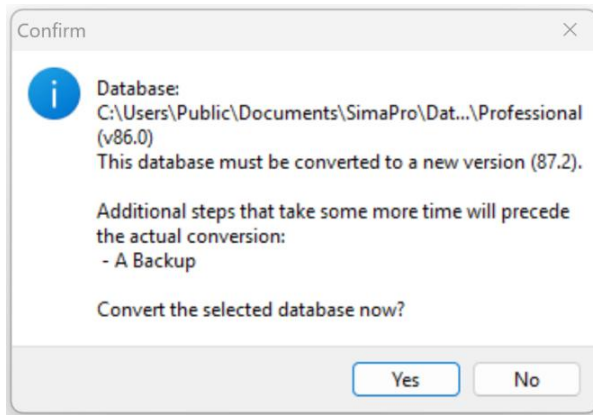 Confirm
Database:
C:\Users\Public\Documents\SimaPro\Dat...\Professional
(v86.0)
This database must be converted to a new version (87.2).
Additional steps that take some more time will precede
the actual conversion:
- A Backup
Convert the selected database now?
Yes
No